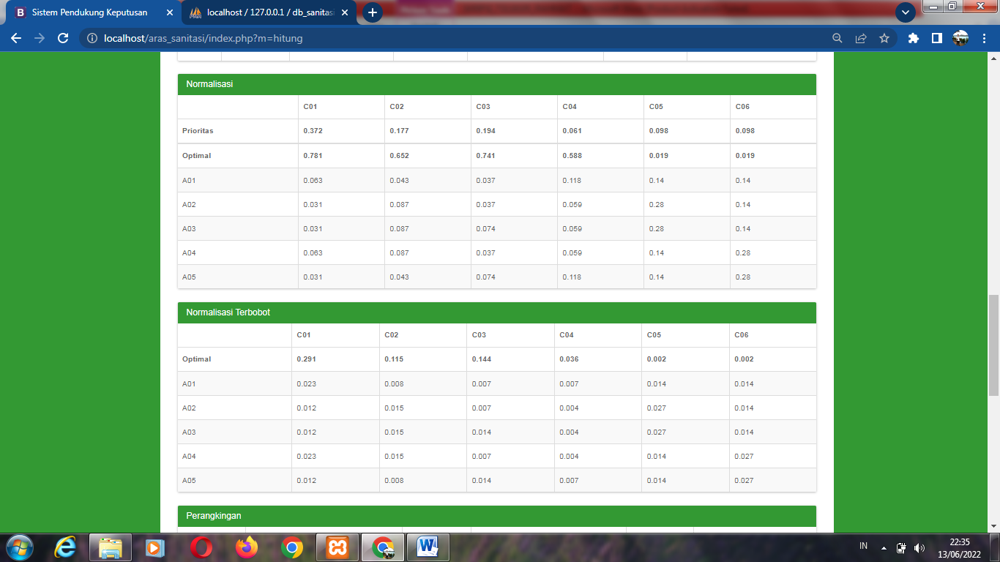 Sistem Pendukung Keputusan
localhost / 127.0.0.1 / db_sanitas
localhost/aras_sanitasi/index.php?m=hitung
Normalisasi
C01 C02 C03 C04 C05 C06
Prioritas 0.372 0.177 0.194 0.061 0.098 0.098
Optimal 0.781 0.652 0.741 0.588 0.019 0.019
A01 0.063 0.043 0.037 0.118 0.14 0.14
A02 0.031 0.087 0.037 0.059 0.28 0.14
A03 0.031 0.087 0.074 0.059 0.28 0.14
A04 0.063 0.087 0.037 0.059 0.14 0.28
A05 0.031 0.043 0.074 0.118 0.14 0.28
Normalisasi Terbobot
C01 C02 C03 C04 C05 C06
Optimal 0.291 0.115 0.144 0.036 0.002 0.002
A01 0.023 0.008 0.007 0.007 0.014 0.014
A02 0.012 0.015 0.007 0.004 0.027 0.014
A03 0.012 0.015 0.014 0.004 0.027 0.014
A04 0.023 0.015 0.007 0.004 0.014 0.027
A05 0.012 0.008 0.014 0.007 0.014 0.027
Perangkingan
IN
22:35
13/06/2022